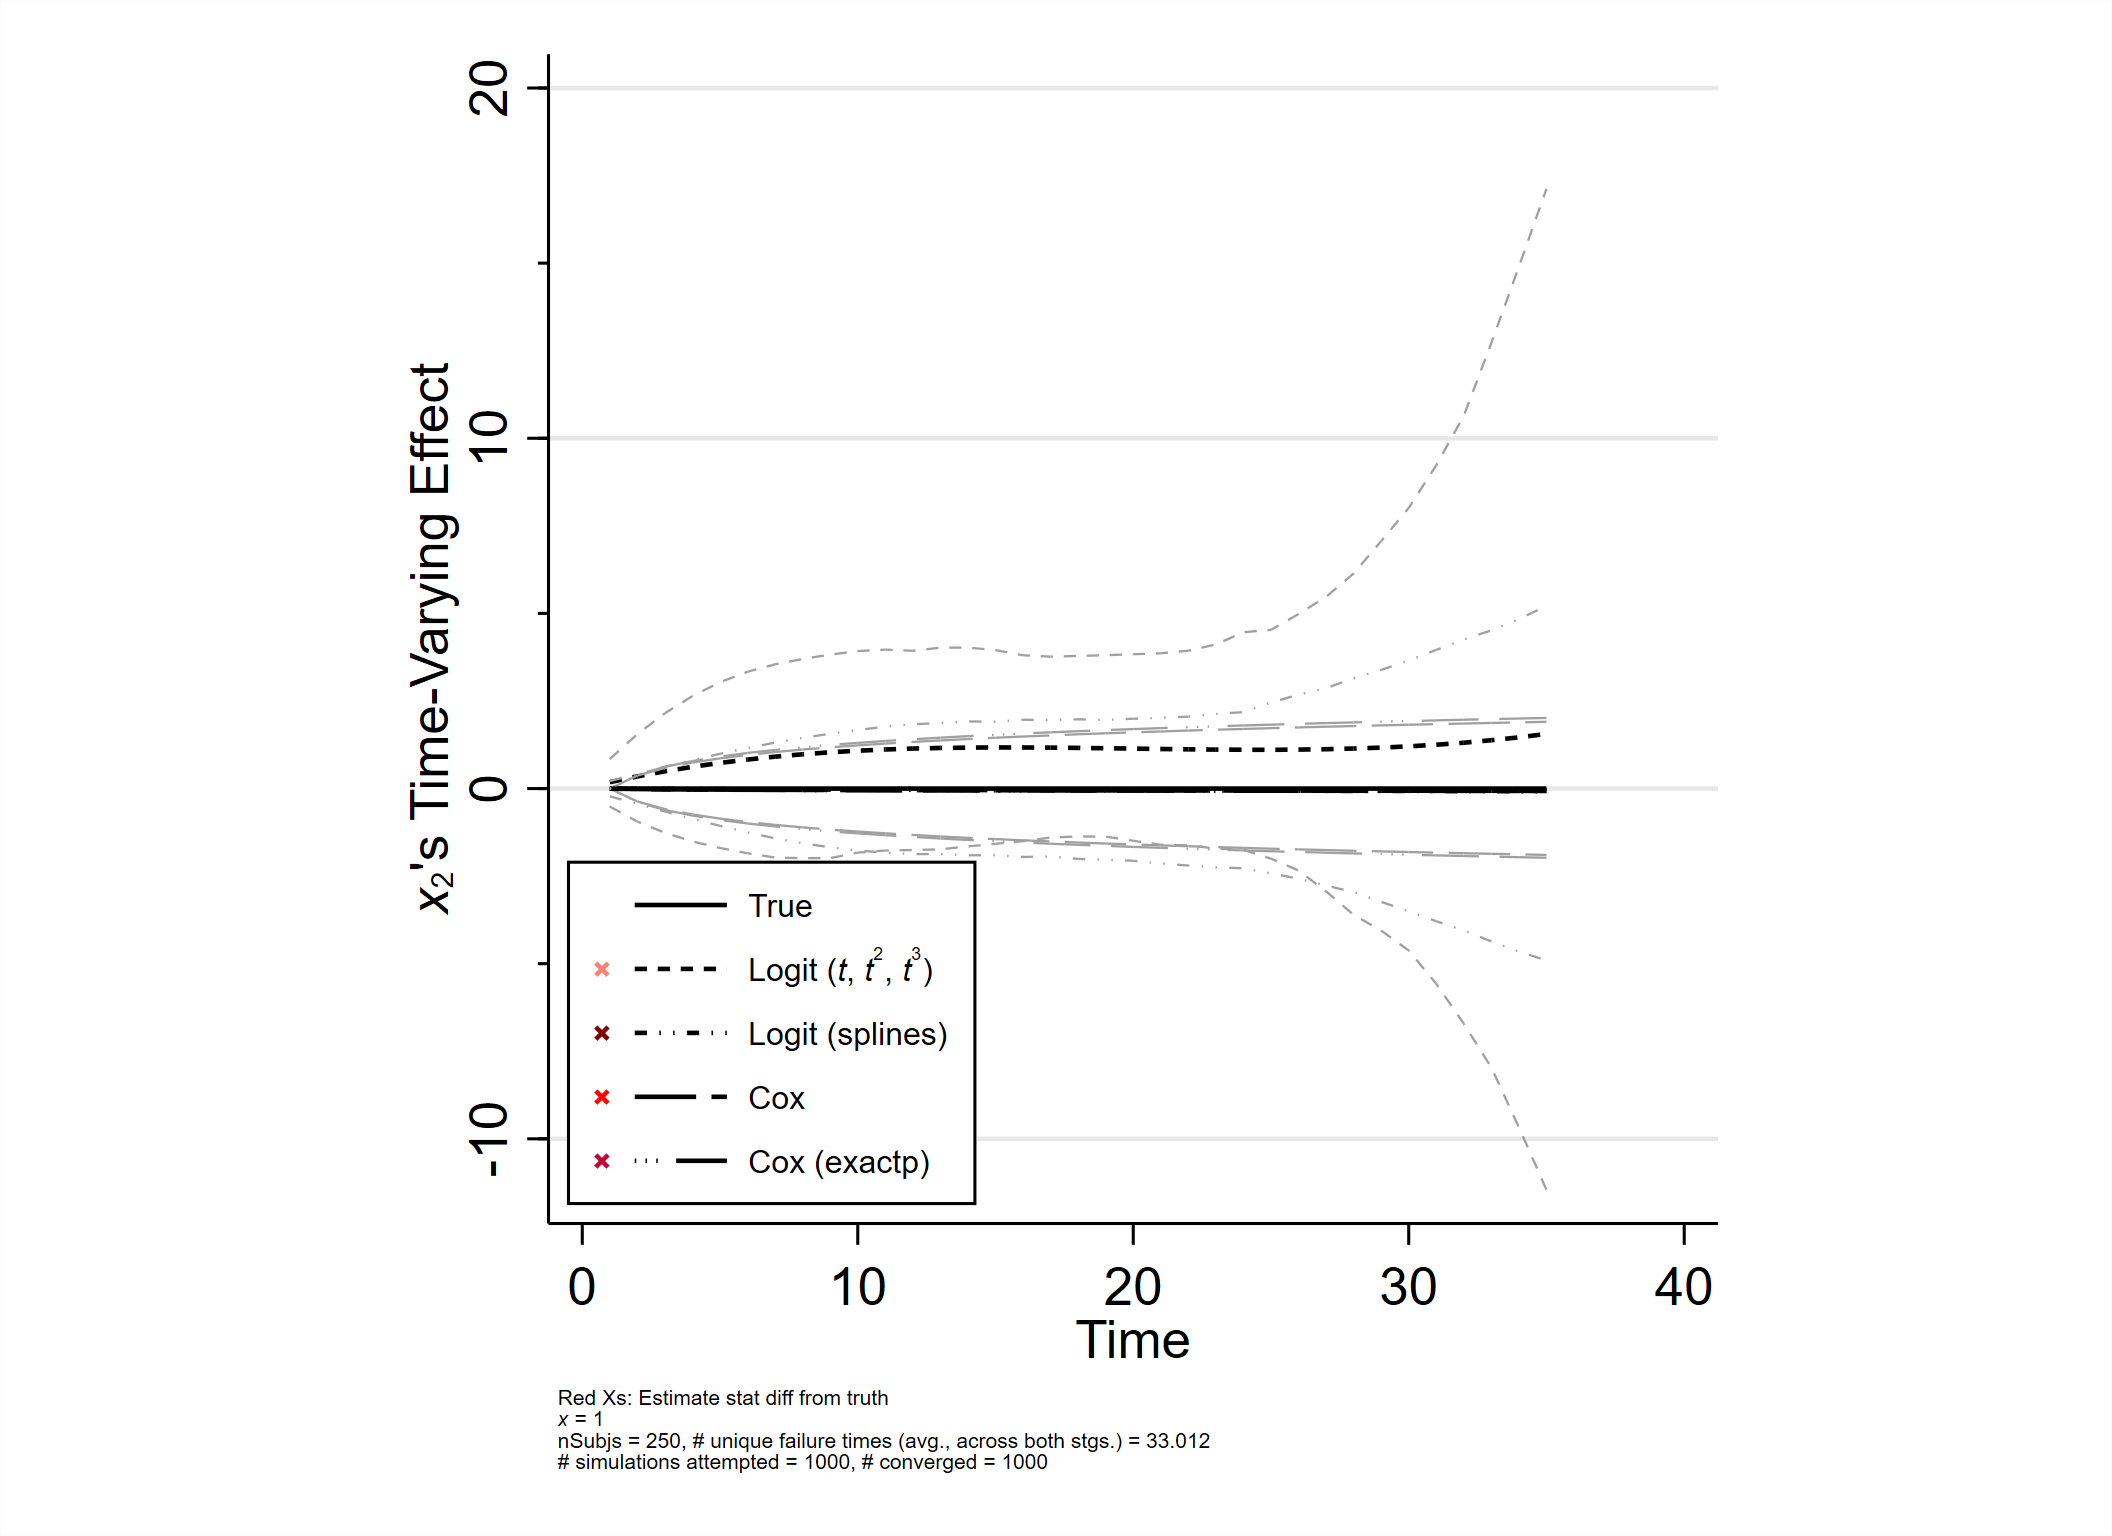 x₂'s Time-Varying Effect
20
10
0
-10
True
Logit (t, t², t³)
Logit (splines)
Cox
Cox (exactp)
0 10 20 30 40
Time
Red Xs: Estimate stat diff from truth
x = 1
nSubjs = 250, # unique failure times (avg., across both stgs.) = 33.012
# simulations attempted = 1000, # converged = 1000